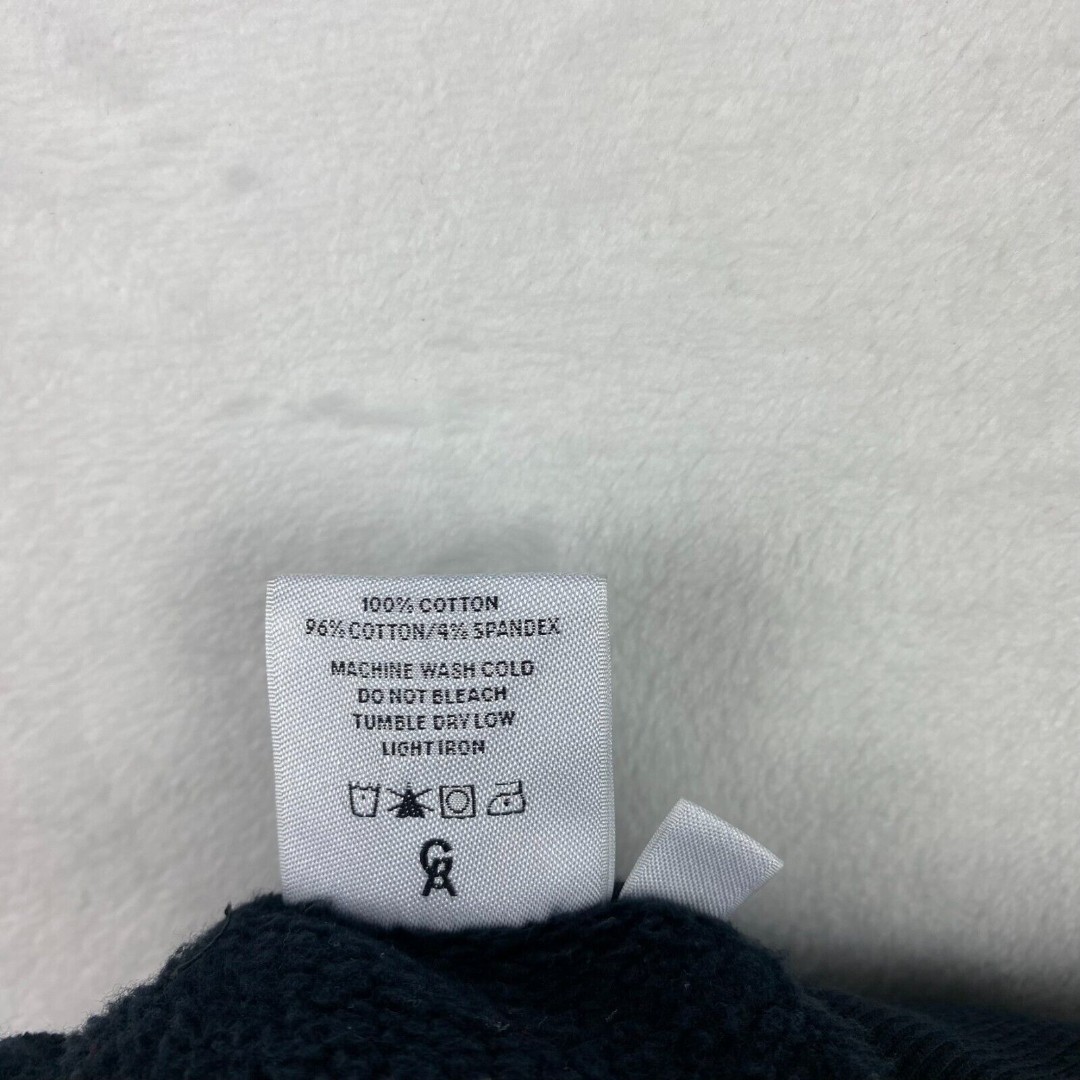 100% COTTON
96% COTTON/4% SPANDEX
MACHINE WASH COLD
DO NOT BLEACH
TUMBLE DRY LOW
LIGHT IRON